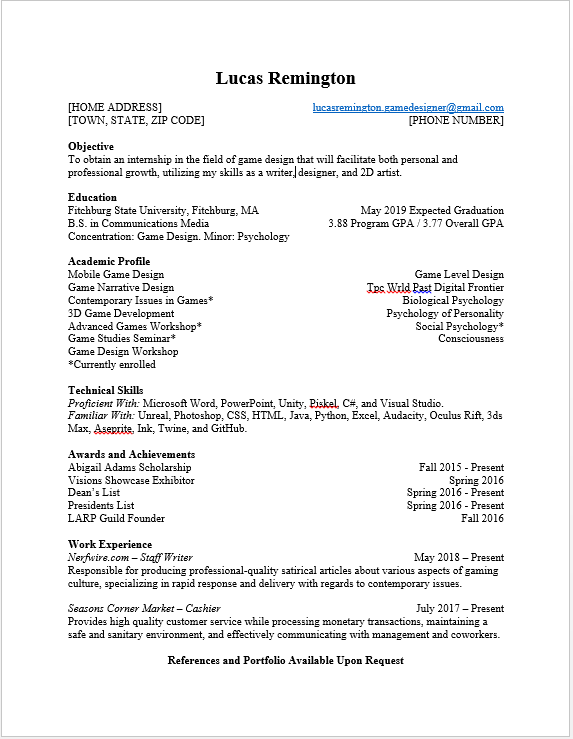 Lucas Remington
[HOME ADDRESS] lucasremington.gamedesigner@gmail.com
[TOWN, STATE, ZIP CODE] [PHONE NUMBER]
Objective
To obtain an internship in the field of game design that will facilitate both personal and
professional growth, utilizing my skills as a writer, designer, and 2D artist.
Education
Fitchburg State University, Fitchburg, MA May 2019 Expected Graduation
B.S. in Communications Media 3.88 Program GPA / 3.77 Overall GPA
Concentration: Game Design. Minor: Psychology
Academic Profile
Mobile Game Design Game Level Design
Game Narrative Design Tpc Wrld Past Digital Frontier
Contemporary Issues in Games* Biological Psychology
3D Game Development Psychology of Personality
Advanced Games Workshop* Social Psychology*
Game Studies Seminar* Consciousness
Game Design Workshop
*Currently enrolled
Technical Skills
Proficient With: Microsoft Word, PowerPoint, Unity, Piskel, C#, and Visual Studio.
Familiar With: Unreal, Photoshop, CSS, HTML, Java, Python, Excel, Audacity, Oculus Rift, 3ds
Max, Aseprite, Ink, Twine, and GitHub.
Awards and Achievements
Abigail Adams Scholarship Fall 2015 - Present
Visions Showcase Exhibitor Spring 2016
Dean's List Spring 2016 - Present
Presidents List Spring 2016 - Present
LARP Guild Founder Fall 2016
Work Experience
Nerfwire.com – Staff Writer May 2018 – Present
Responsible for producing professional-quality satirical articles about various aspects of gaming
culture, specializing in rapid response and delivery with regards to contemporary issues.
Seasons Corner Market – Cashier July 2017 – Present
Provides high quality customer service while processing monetary transactions, maintaining a
safe and sanitary environment, and effectively communicating with management and coworkers.
References and Portfolio Available Upon Request